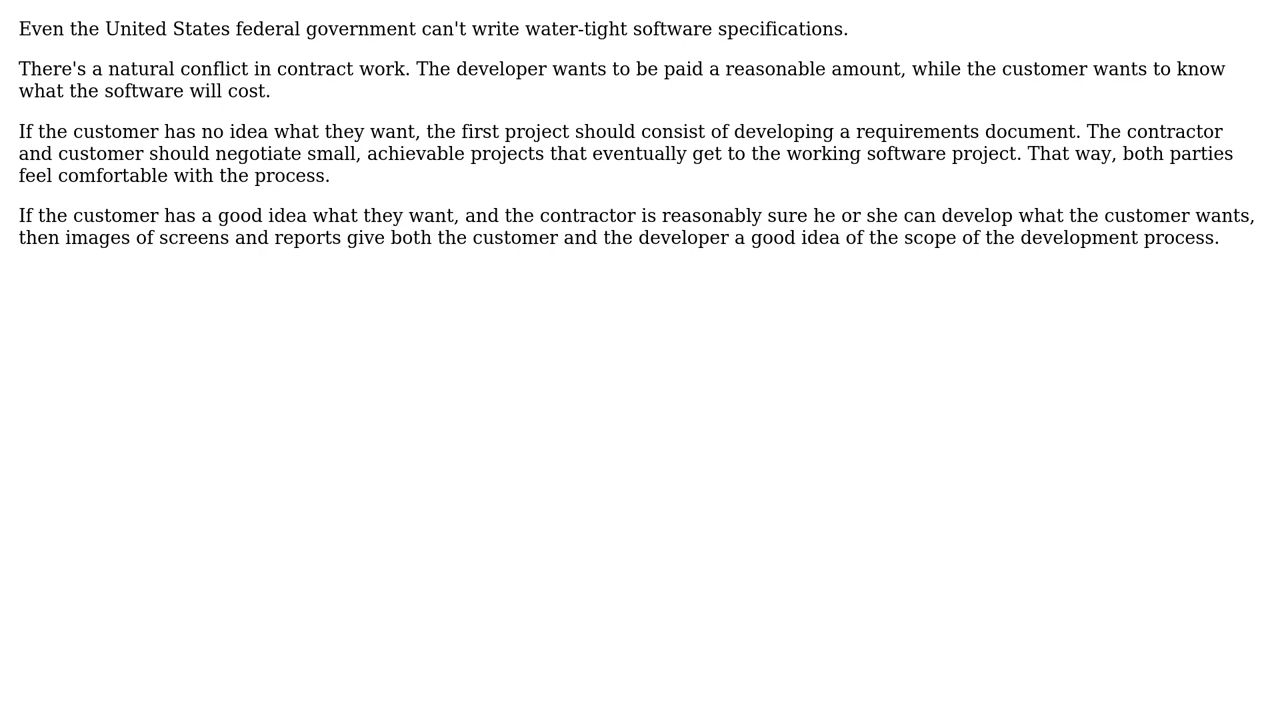 Even the United States federal government can't write water-tight software specifications.
There's a natural conflict in contract work. The developer wants to be paid a reasonable amount, while the customer wants to know
what the software will cost.
If the customer has no idea what they want, the first project should consist of developing a requirements document. The contractor
and customer should negotiate small, achievable projects that eventually get to the working software project. That way, both parties
feel comfortable with the process.
If the customer has a good idea what they want, and the contractor is reasonably sure he or she can develop what the customer wants,
then images of screens and reports give both the customer and the developer a good idea of the scope of the development process.